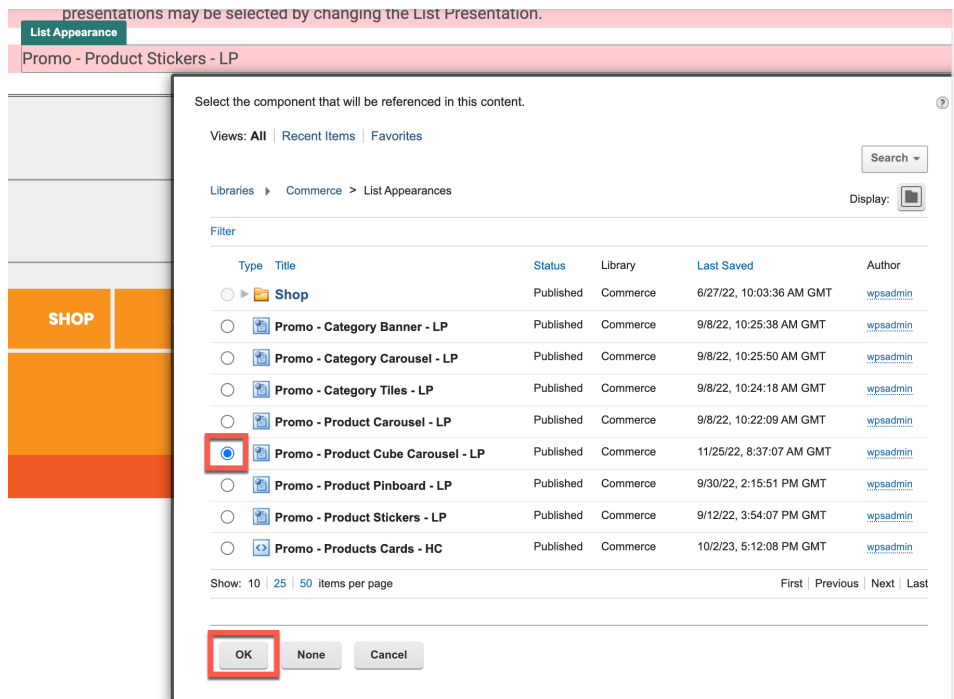 presentations may be selected by changing the List Presentation.
List Appearance
Promo - Product Stickers - LP
Select the component that will be referenced in this content.
?
Views: All | Recent Items | Favorites
Search
Libraries Commerce > List Appearances
Display:
Filter
Type Title Status Library Last Saved Author
Shop Published Commerce 6/27/22, 10:03:36 AM GMT wpsadmin
Promo - Category Banner - LP Published Commerce 9/8/22, 10:25:38 AM GMT wpsadmin
SHOP
Promo - Category Carousel - LP Published Commerce 9/8/22, 10:25:50 AM GMT wpsadmin
Promo - Category Tiles - LP Published Commerce 9/8/22, 10:24:18 AM GMT wpsadmin
Promo - Product Carousel - LP Published Commerce 9/8/22, 10:22:09 AM GMT wpsadmin
Promo - Product Cube Carousel - LP Published Commerce 11/25/22, 8:37:07 AM GMT wpsadmin
Promo - Product Pinboard - LP Published Commerce 9/30/22, 2:15:51 PM GMT wpsadmin
Promo - Product Stickers - LP Published Commerce 9/12/22, 3:54:07 PM GMT wpsadmin
Promo - Products Cards - HC Published Commerce 10/2/23, 5:12:08 PM GMT wpsadmin
Show: 10 | 25 | 50 items per page First | Previous | Next | Last
OK None Cancel